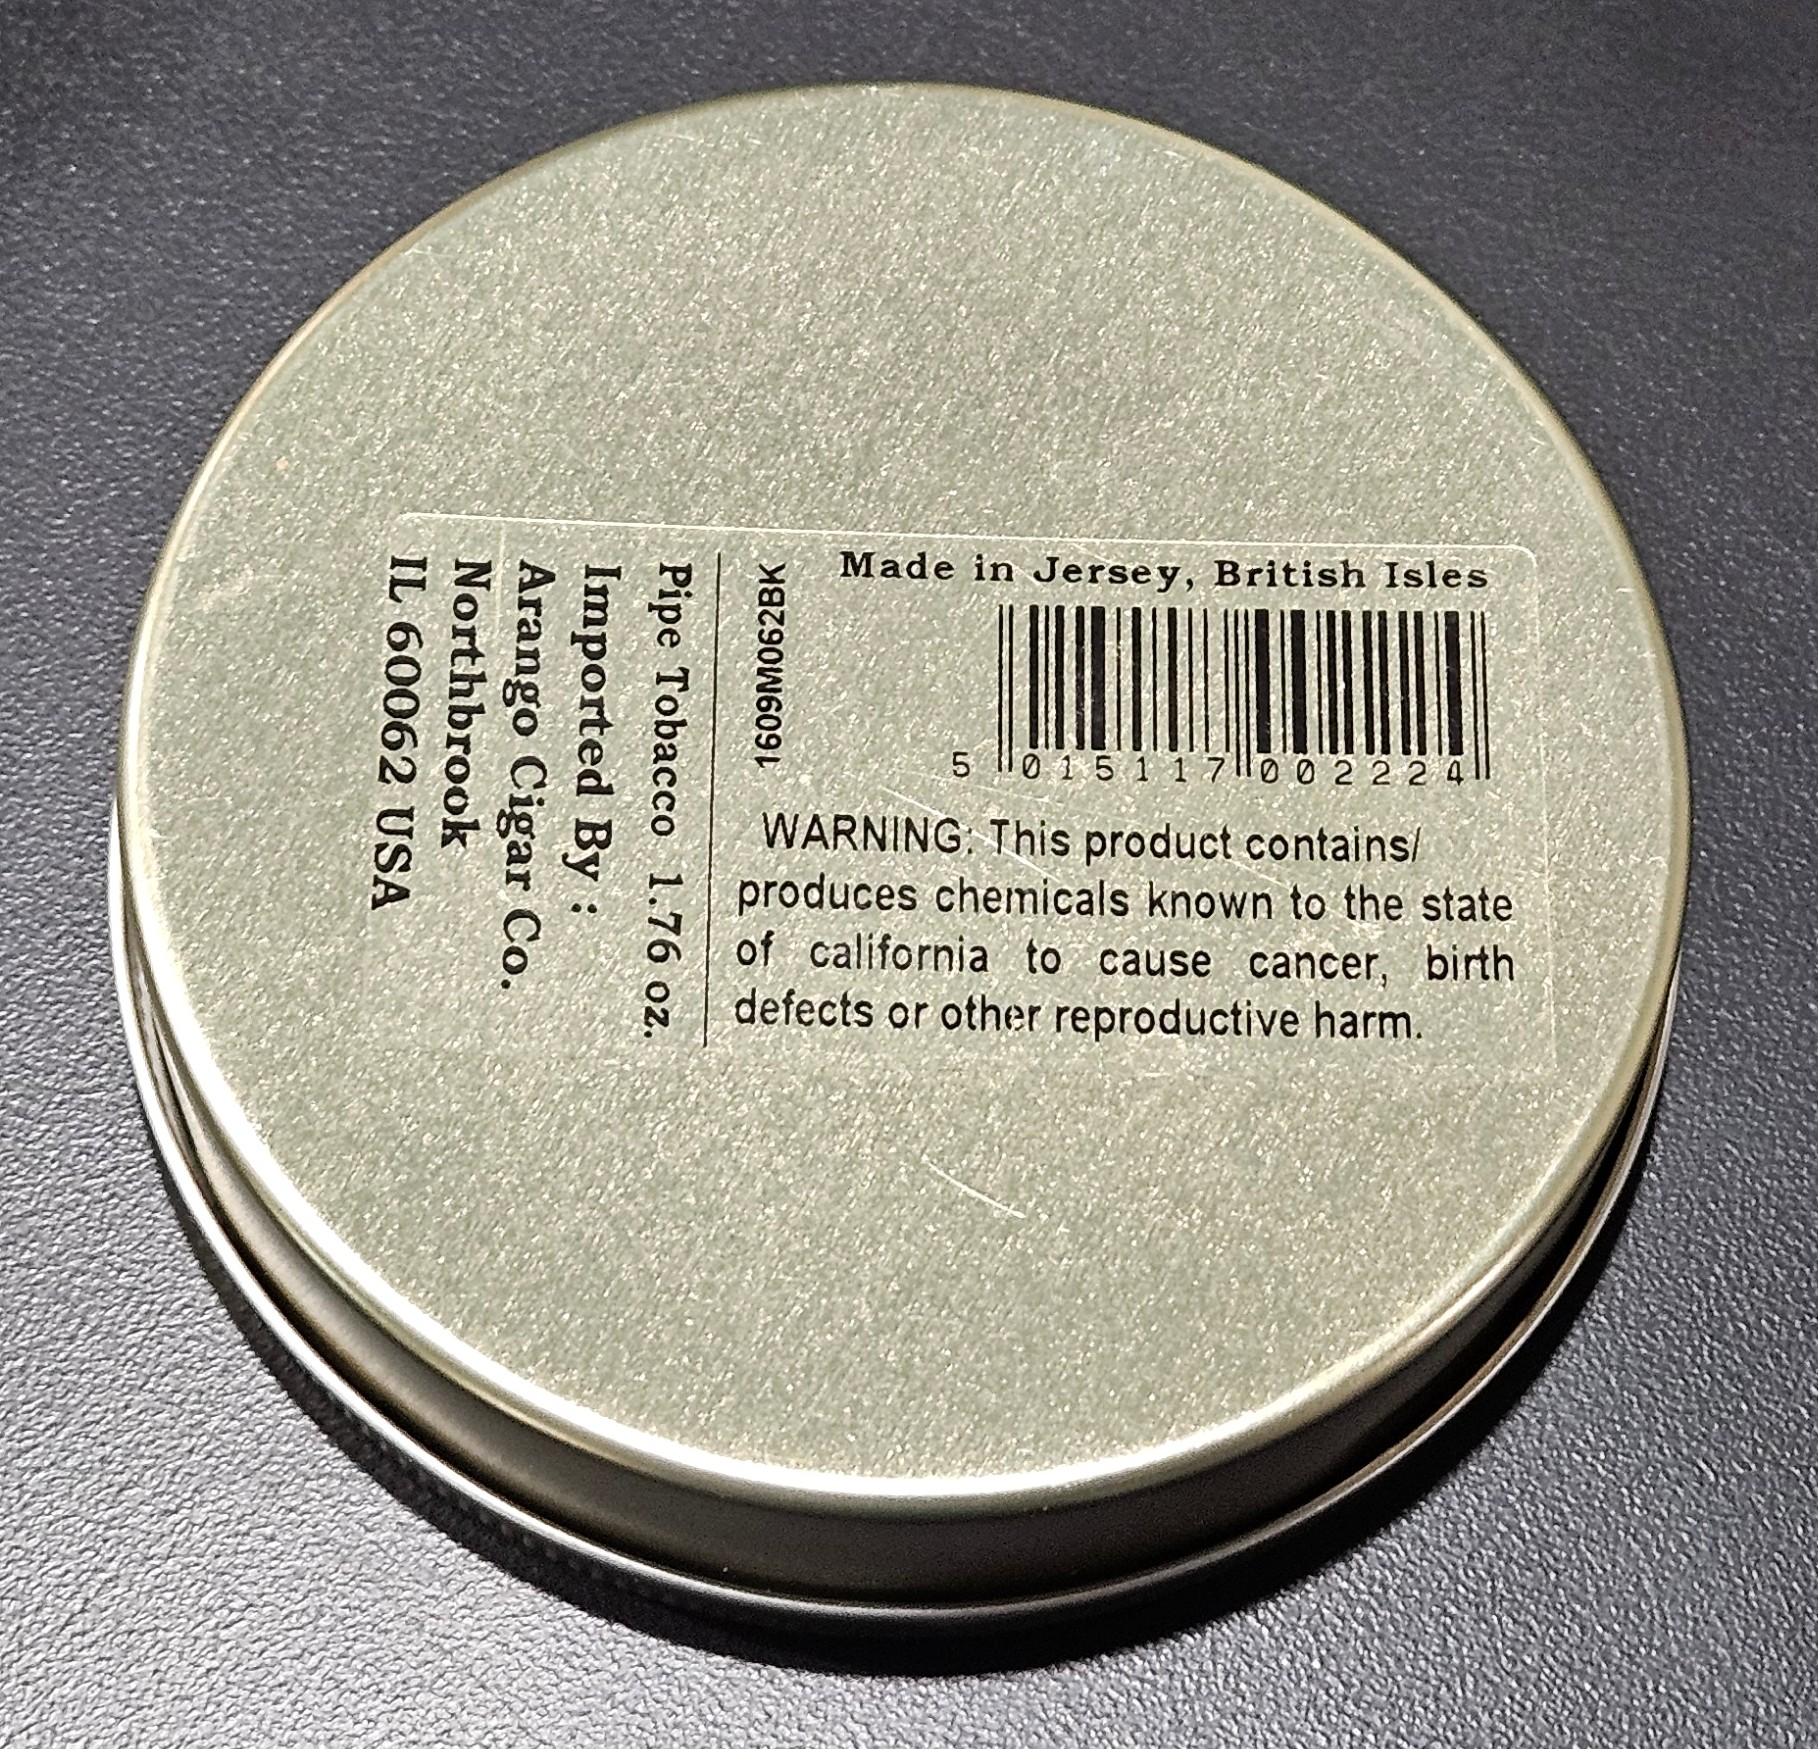 Made in Jersey, British Isles
1609M062BK
5 015117 002224
WARNING: This product contains/
produces chemicals known to the state
of california to cause cancer, birth
defects or other reproductive harm.
Pipe Tobacco 1.76 oz.
Imported By :
Arango Cigar Co.
Northbrook
IL 60062 USA